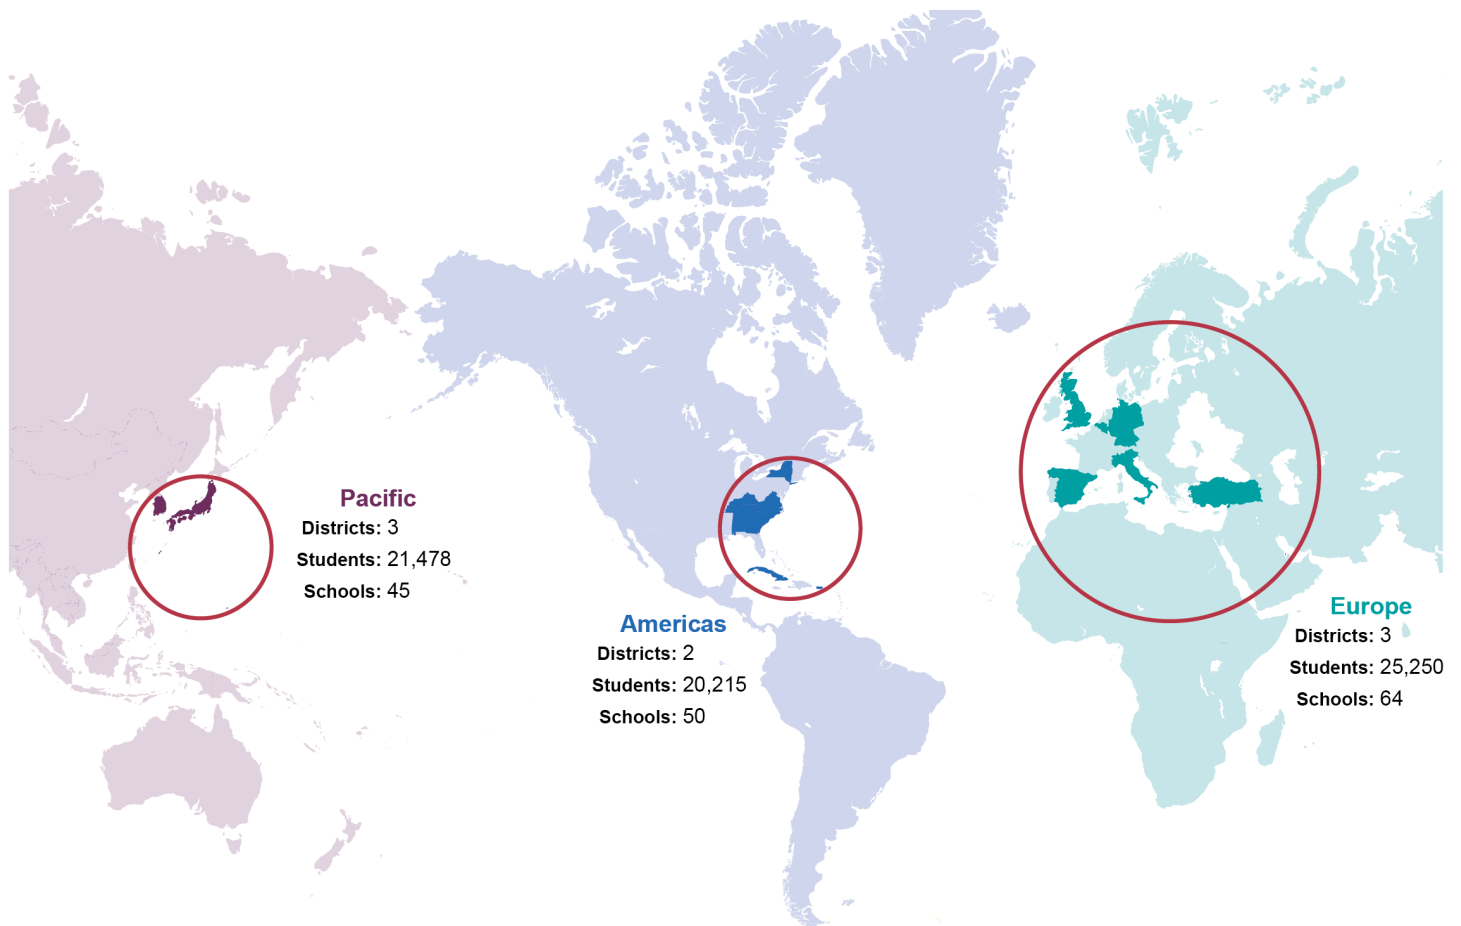 Pacific
Districts: 3
Students: 21,478
Schools: 45
Americas
Districts: 2
Students: 20,215
Schools: 50
Europe
Districts: 3
Students: 25,250
Schools: 64